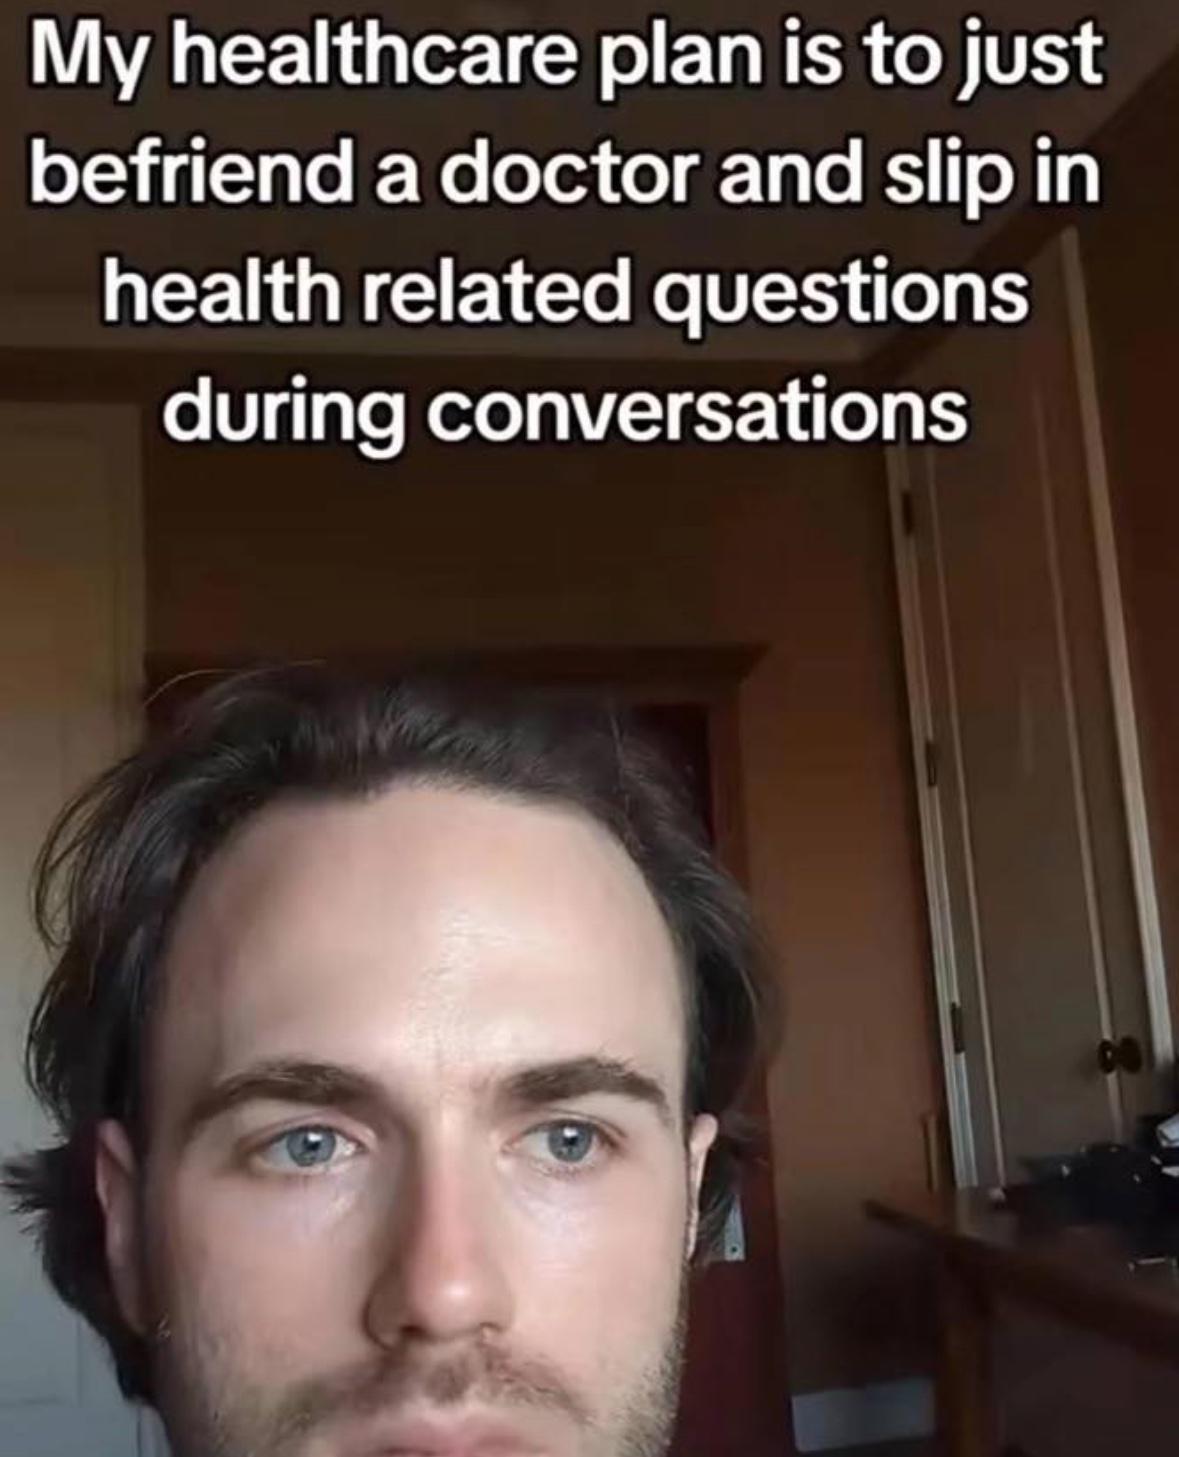 My healthcare plan is to just
befriend a doctor and slip in
health related questions
during conversations